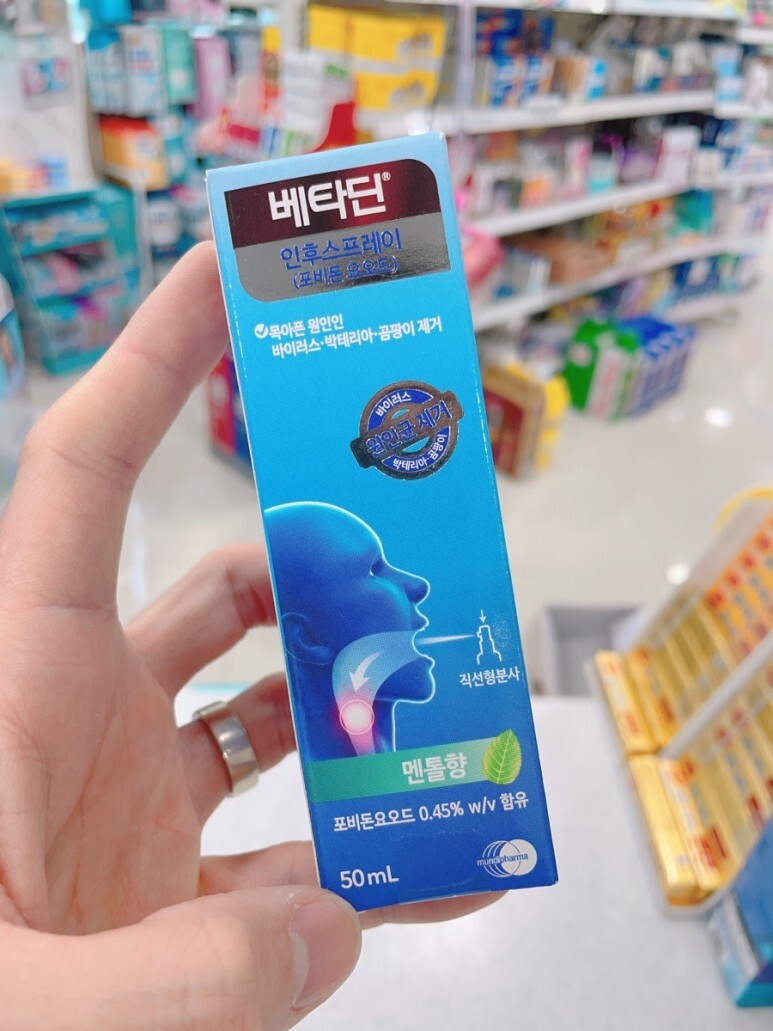 베타딘®
인후스프레이
(포비돈 요오드)
목아픈 원인인
바이러스·박테리아·곰팡이 제거
바이러스
원인균 제거
박테리아·곰팡이
직선형분사
멘톨향
포비돈요오드 0.45% w/v 함유
50mL
mundipharma